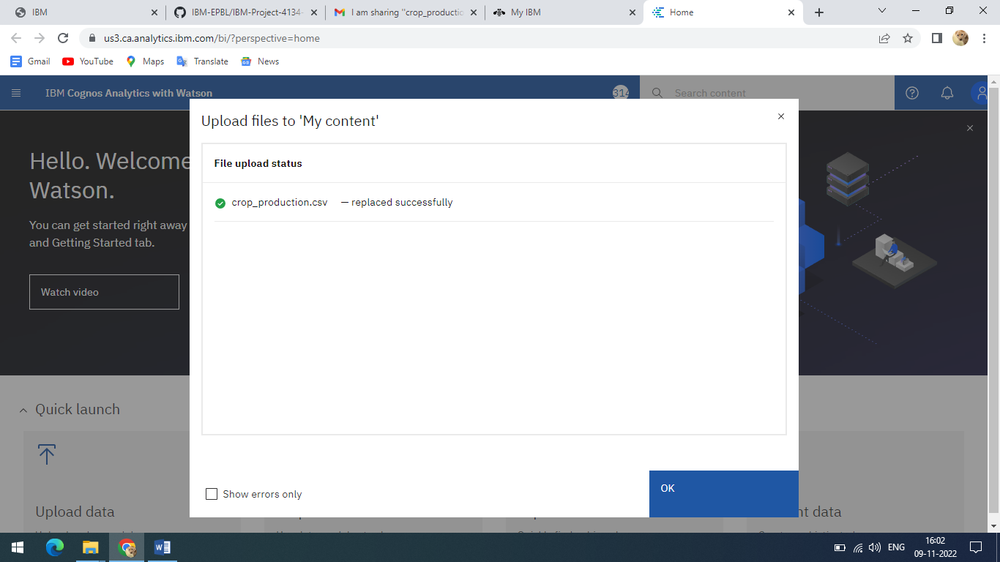 IBM
IBM-EPBL/IBM-Project-4134-
I am sharing "crop_productio
My IBM
Home
us3.ca.analytics.ibm.com/bi/?perspective=home
Gmail
YouTube
Maps
Translate
News
IBM Cognos Analytics with Watson
314
Search content
Hello. Welcome
Watson.
You can get started right away
and Getting Started tab.
Watch video
Upload files to 'My content'
File upload status
crop_production.csv — replaced successfully
Show errors only
OK
Quick launch
Upload data
nt data
ENG
16:02
09-11-2022